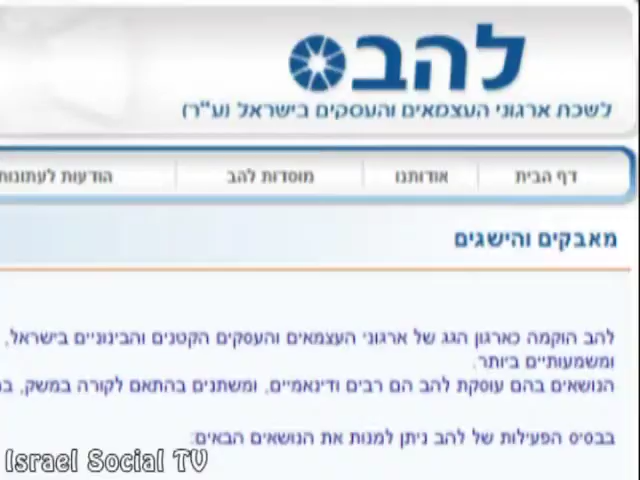 להב
לשכת ארגוני העצמאים והעסקים בישראל (ע"ר)
דף הבית
אודותנו
מוסדות להב
הודעות לעתונות
מאבקים והישגים
להב הוקמה כארגון הגג של ארגוני העצמאים והעסקים הקטנים והבינוניים בישראל,
ומשמעותיים ביותר.
הנושאים בהם עוסקת להב הם רבים ודינאמיים, ומשתנים בהתאם לקורה במשק,
בבסיס הפעילות של להב ניתן למנות את הנושאים הבאים:
Israel Social TV